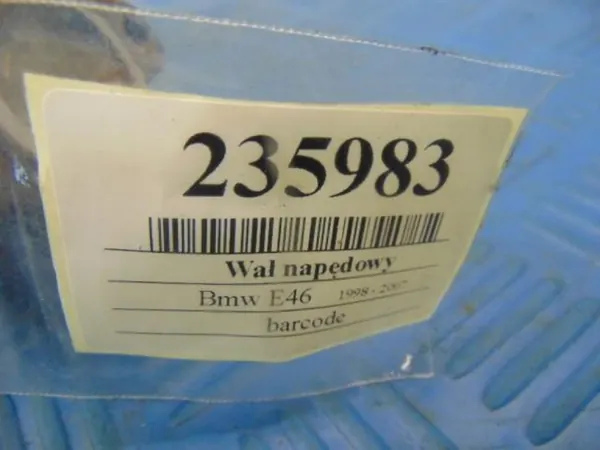 235983
Wał napędowy
Bmw E46 1998 - 2007
barcode